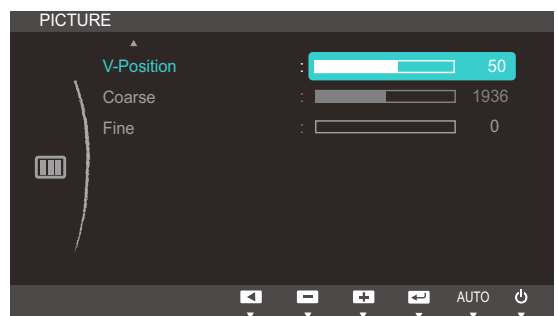 PICTURE
V-Position : 50
Coarse : 1936
Fine : 0
AUTO